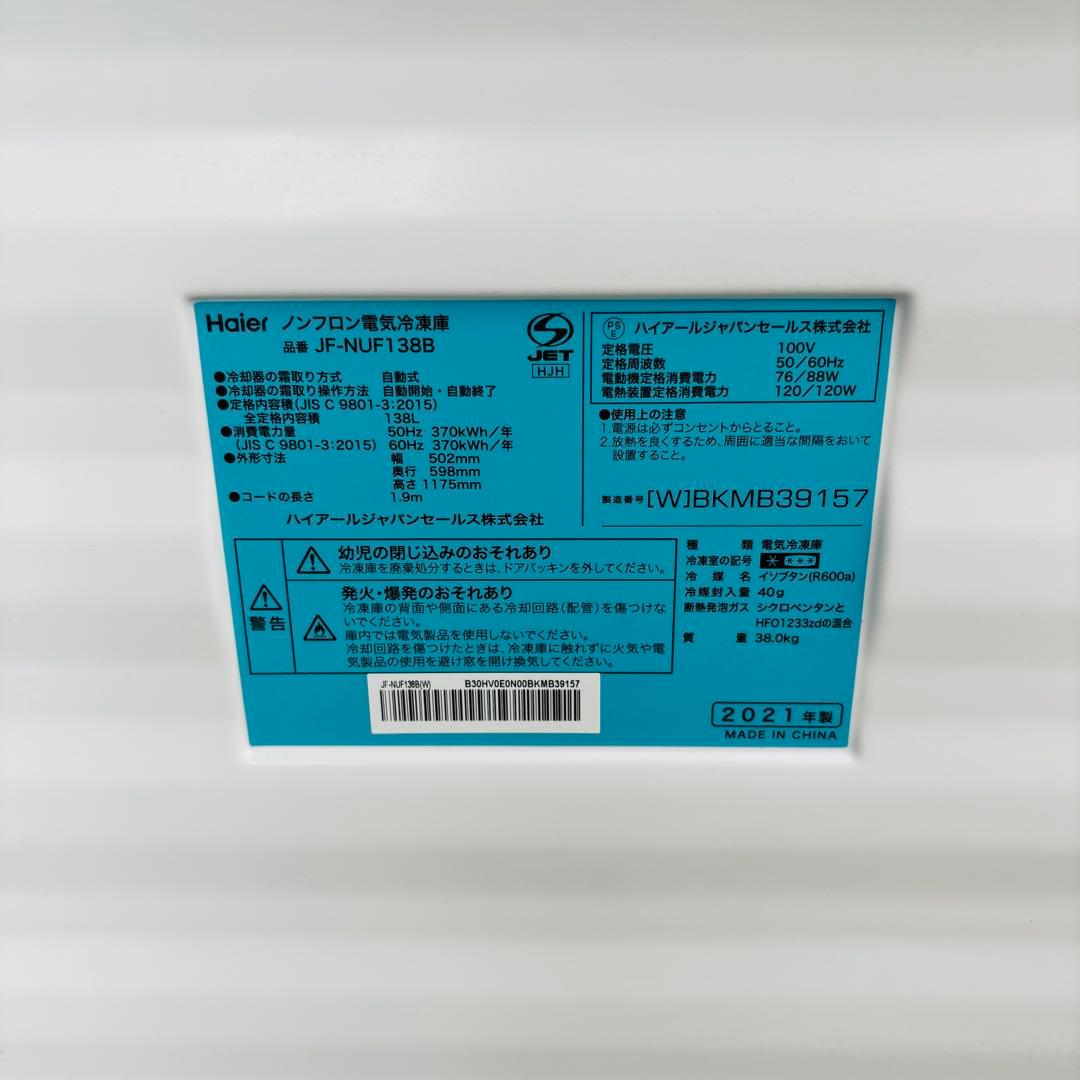 Haier ノンフロン電気冷凍庫
品番 JF-NUF138B
JET
HJH
●冷却器の霜取り方式 自動式
●冷却器の霜取り操作方法 自動開始・自動終了
●定格内容積(JIS C 9801-3:2015)
全定格内容積 138L
●消費電力量 50Hz 370kWh/年
(JIS C 9801-3:2015) 60Hz 370kWh/年
●外形寸法 幅 502mm
奥行 598mm
高さ 1175mm
●コードの長さ 1.9m
ハイアールジャパンセールス株式会社
PS E ハイアールジャパンセールス株式会社
定格電圧 100V
定格周波数 50/60Hz
電動機定格消費電力 76/88W
電熱装置定格消費電力 120/120W
●使用上の注意
1.電源は必ずコンセントからとること。
2.放熱を良くするため、周囲に適当な間隔をおいて
設置すること。
製造番号 [W]BKMB39157
警告
幼児の閉じ込みのおそれあり
冷凍庫を廃棄処分するときは、ドアパッキンを外してください。
発火・爆発のおそれあり
冷凍庫の背面や側面にある冷却回路(配管)を傷つけな
いでください。
庫内では電気製品を使用しないでください。
冷却回路を傷つけたときは、冷凍庫に触れずに火気や電
気製品の使用を避け窓を開け換気してください。
種類 電気冷凍庫
冷凍室の記号 * ***
冷媒名 イソブタン(R600a)
冷媒封入量 40g
断熱発泡ガス シクロペンタンと
HFO1233zdの混合
質量 38.0kg
JF-NUF138B(W) B30HV0E0N00BKMB39157
2021年製
MADE IN CHINA